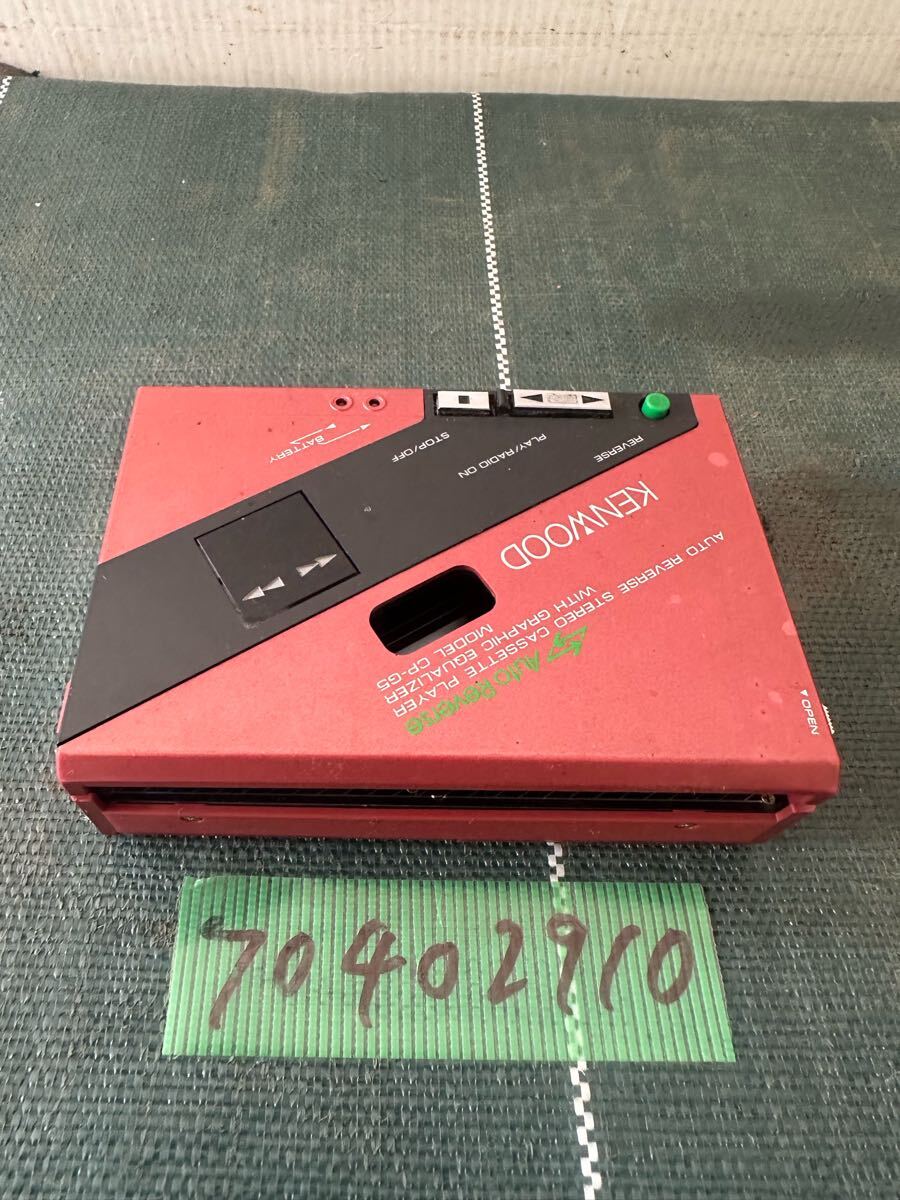 BATTERY
STOP/OFF
PLAY/RADIO ON
REVERSE
KENWOOD
AUTO REVERSE STEREO CASSETTE PLAYER
WITH GRAPHIC EQUALIZER
MODEL CP-G5
Auto Reverse
OPEN
70402910